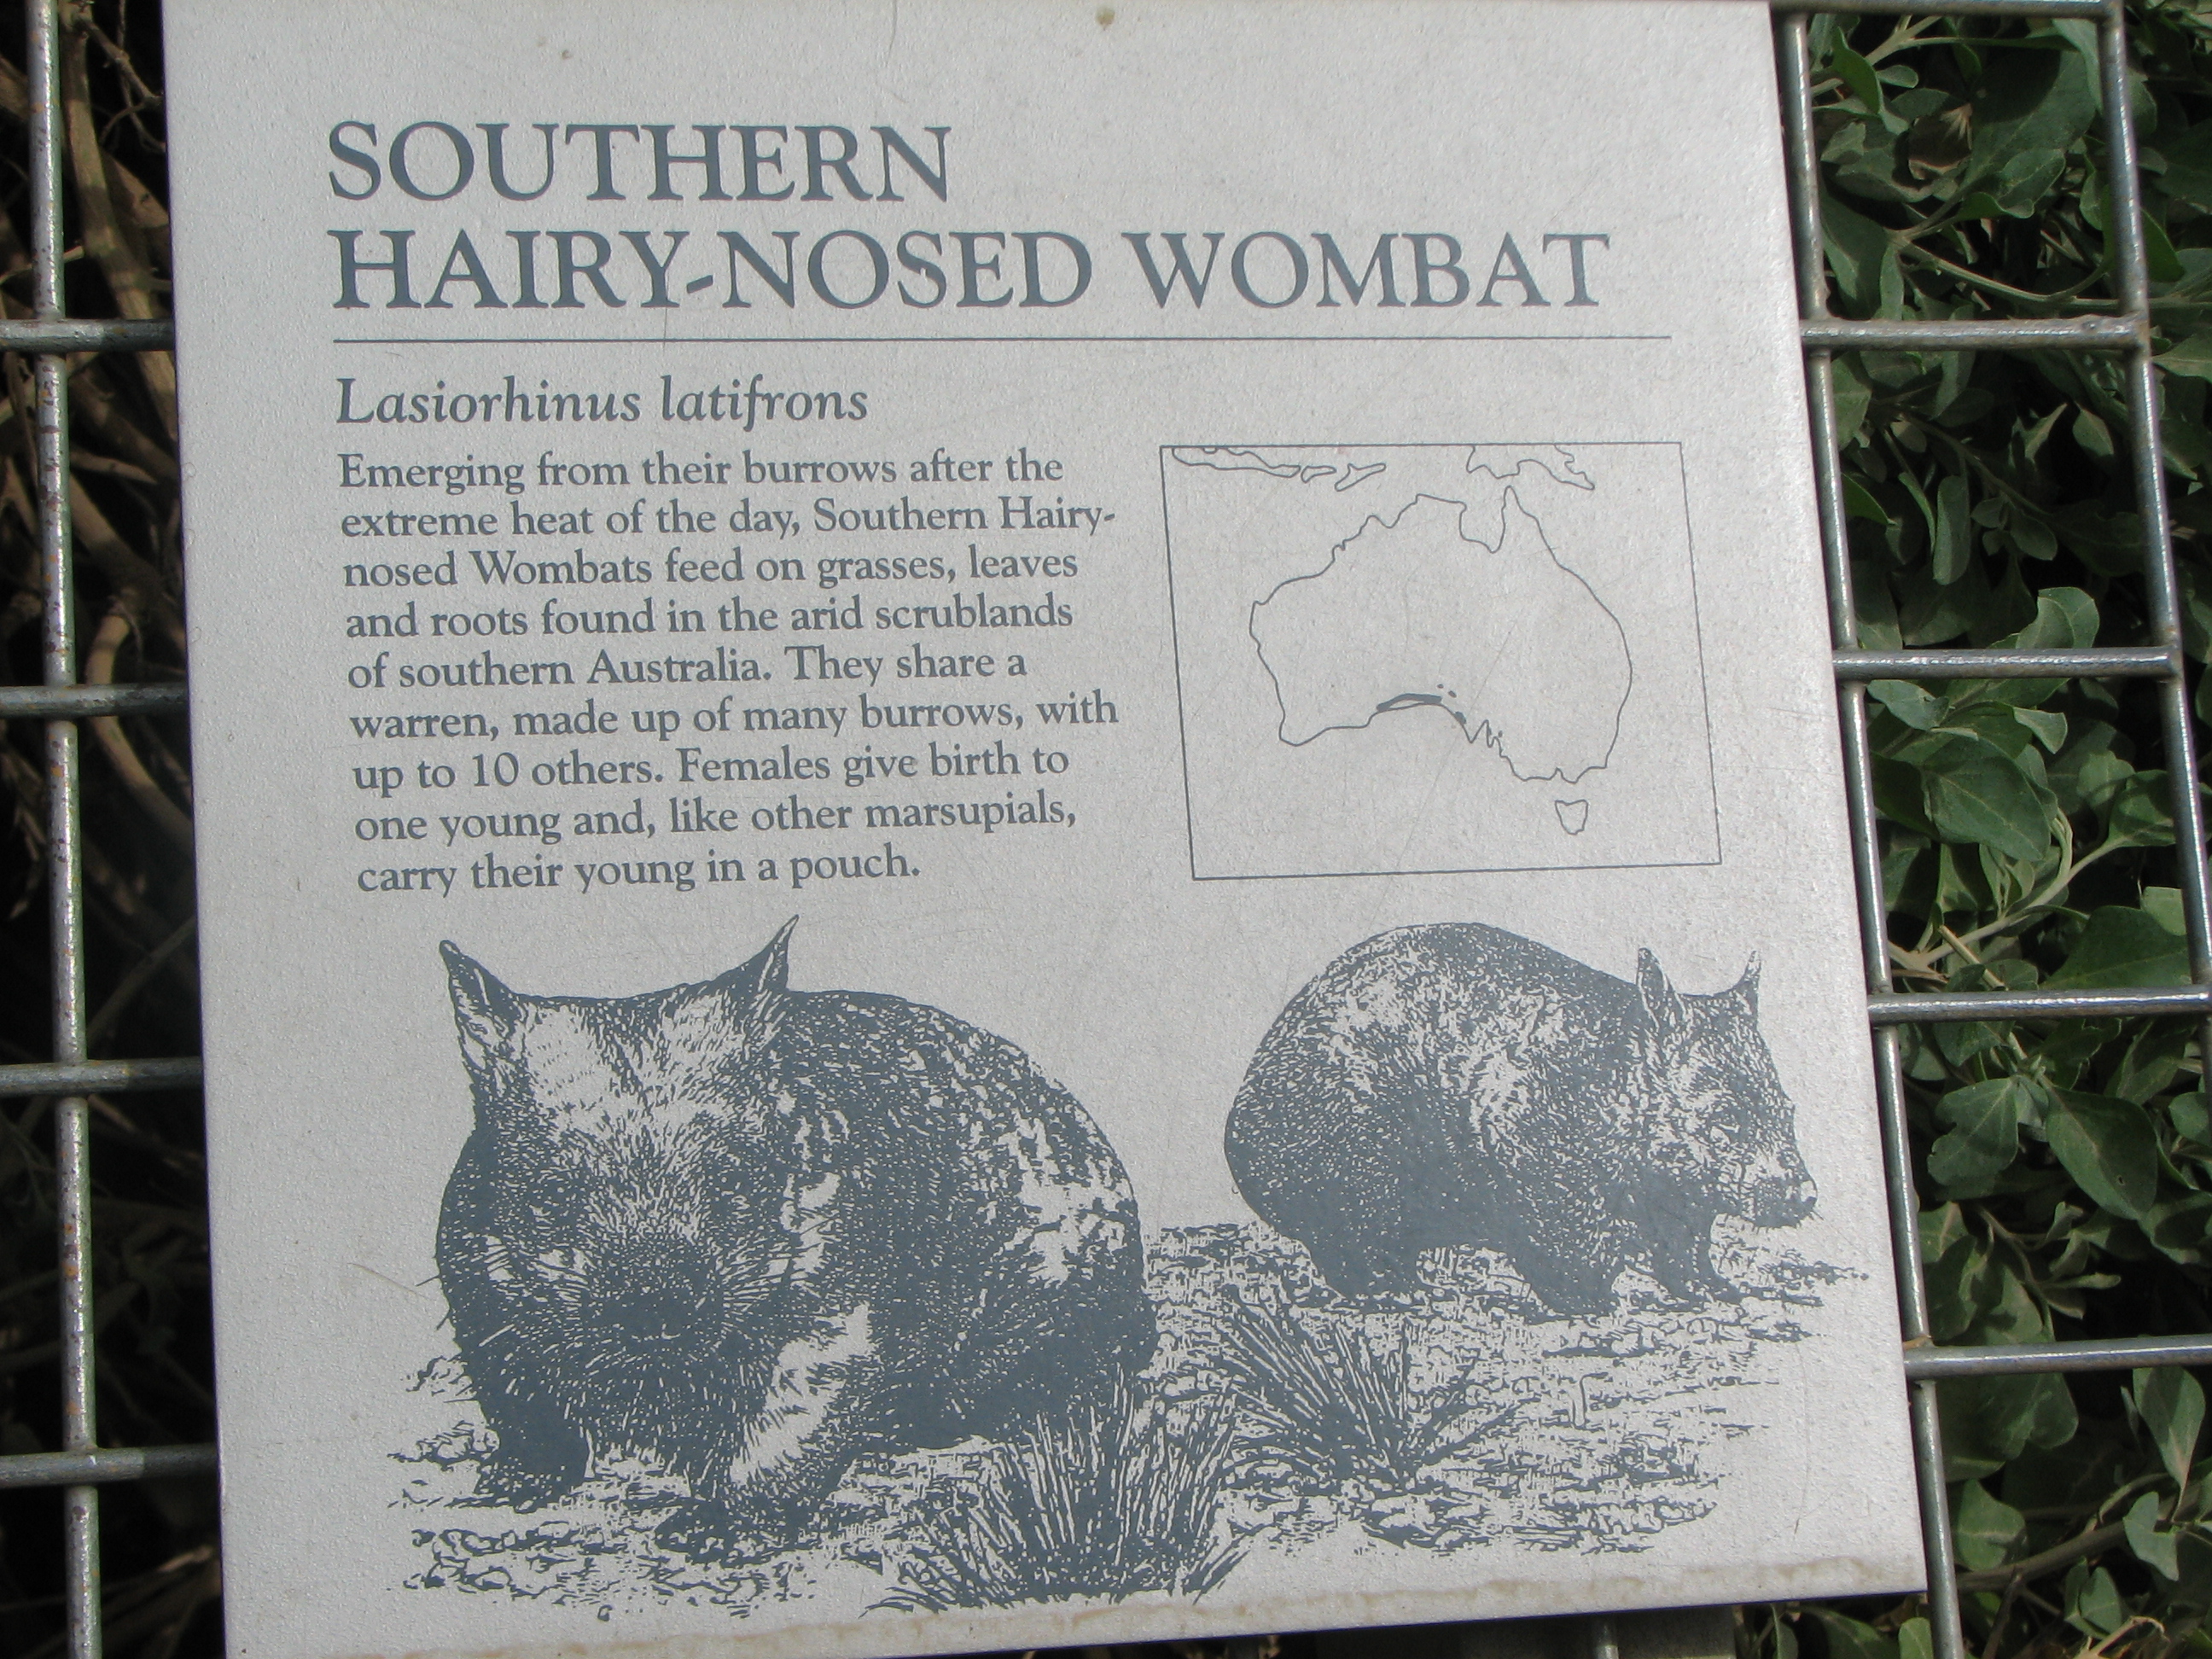 SOUTHERN
HAIRY-NOSED WOMBAT
Lasiorhinus latifrons
Emerging from their burrows after the
extreme heat of the day, Southern Hairy-
nosed Wombats feed on grasses, leaves
and roots found in the arid scrublands
of southern Australia. They share a
warren, made up of many burrows, with
up to 10 others. Females give birth to
one young and, like other marsupials,
carry their young in a pouch.